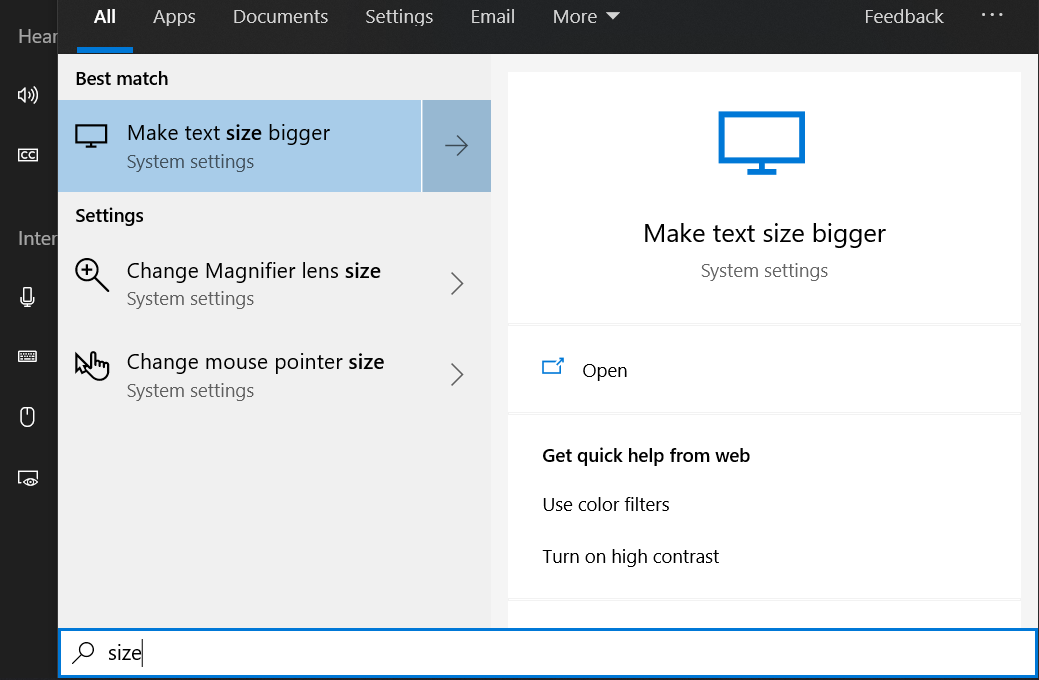 All Apps Documents Settings Email More Feedback ...
Hear
Best match
Make text size bigger
System settings
CC
Settings
Inter
Change Magnifier lens size
System settings
Change mouse pointer size
System settings
Make text size bigger
System settings
Open
Get quick help from web
Use color filters
Turn on high contrast
size